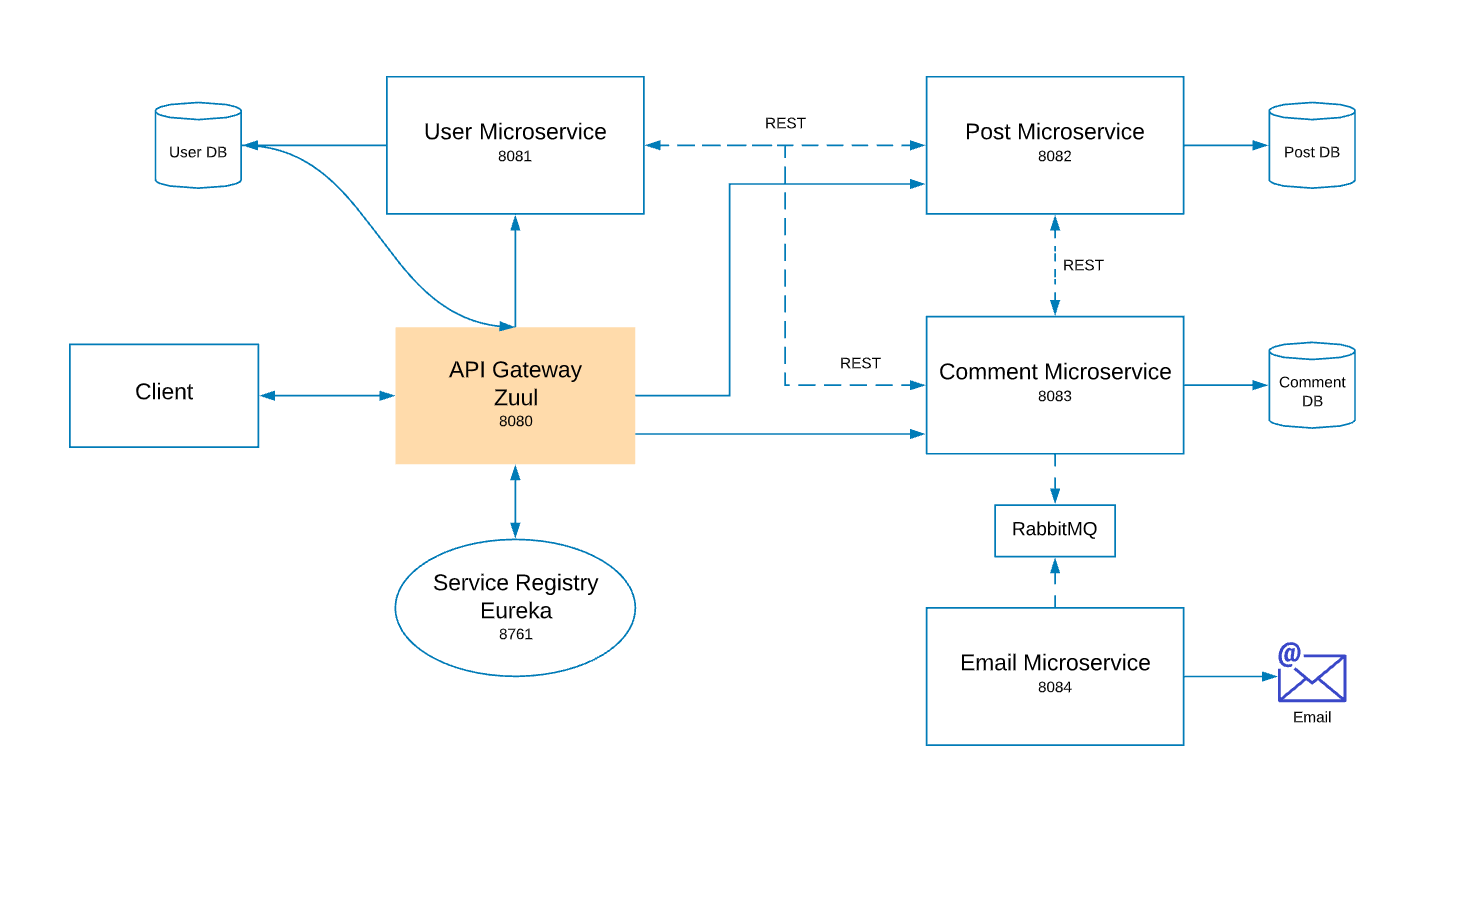 User Microservice
8081
REST
Post Microservice
8082
User DB
Post DB
REST
API Gateway
Zuul
8080
Client
REST
Comment Microservice
8083
Comment
DB
RabbitMQ
Service Registry
Eureka
8761
Email Microservice
8084
@
Email